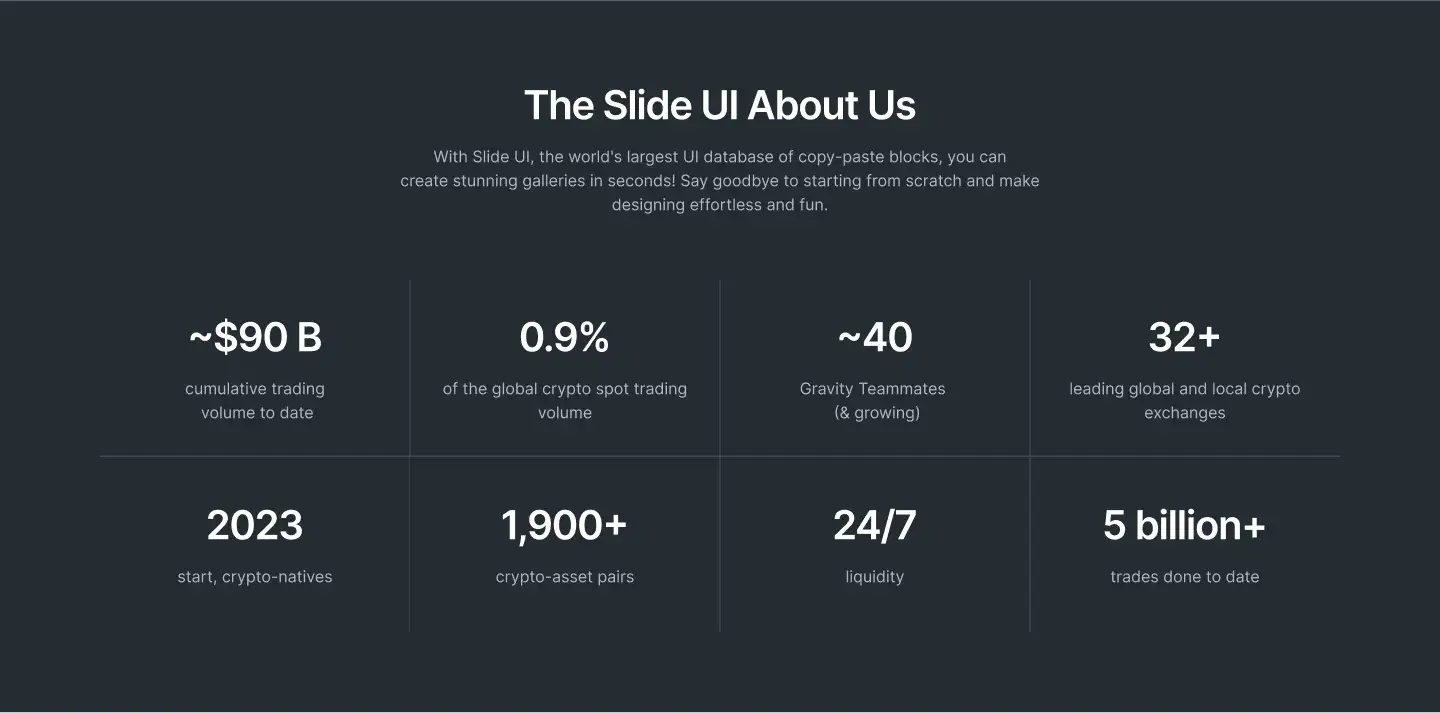 The Slide UI About Us
With Slide UI, the world's largest UI database of copy-paste blocks, you can
create stunning galleries in seconds! Say goodbye to starting from scratch and make
designing effortless and fun.
~$90 B
cumulative trading
volume to date
0.9%
of the global crypto spot trading
volume
~40
Gravity Teammates
(& growing)
32+
leading global and local crypto
exchanges
2023
start, crypto-natives
1,900+
crypto-asset pairs
24/7
liquidity
5 billion+
trades done to date